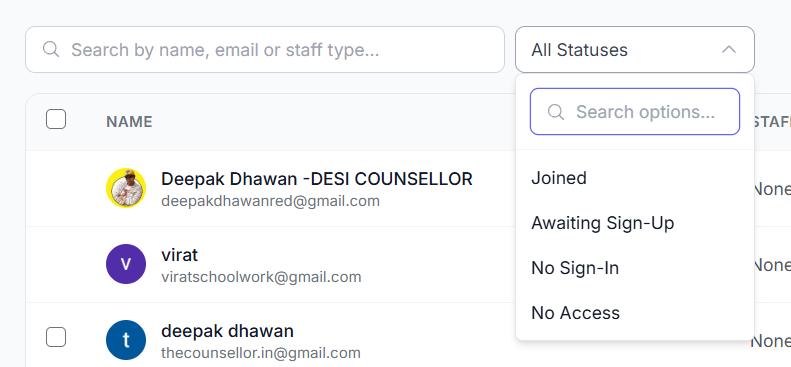 Search by name, email or staff type...
All Statuses
Search options...
NAME
STAFF
Joined
Deepak Dhawan -DESI COUNSELLOR
deepakdhawanred@gmail.com
None
Awaiting Sign-Up
v
virat
viratschoolwork@gmail.com
None
No Sign-In
No Access
t
deepak dhawan
thecounsellor.in@gmail.com
None